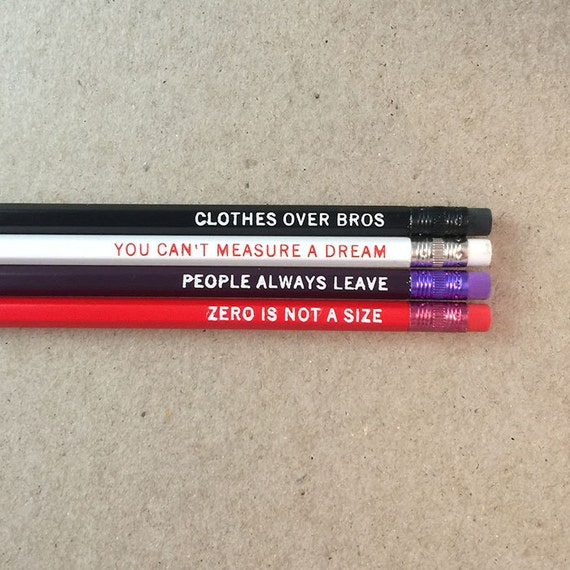 CLOTHES OVER BROS
YOU CAN'T MEASURE A DREAM
PEOPLE ALWAYS LEAVE
ZERO IS NOT A SIZE